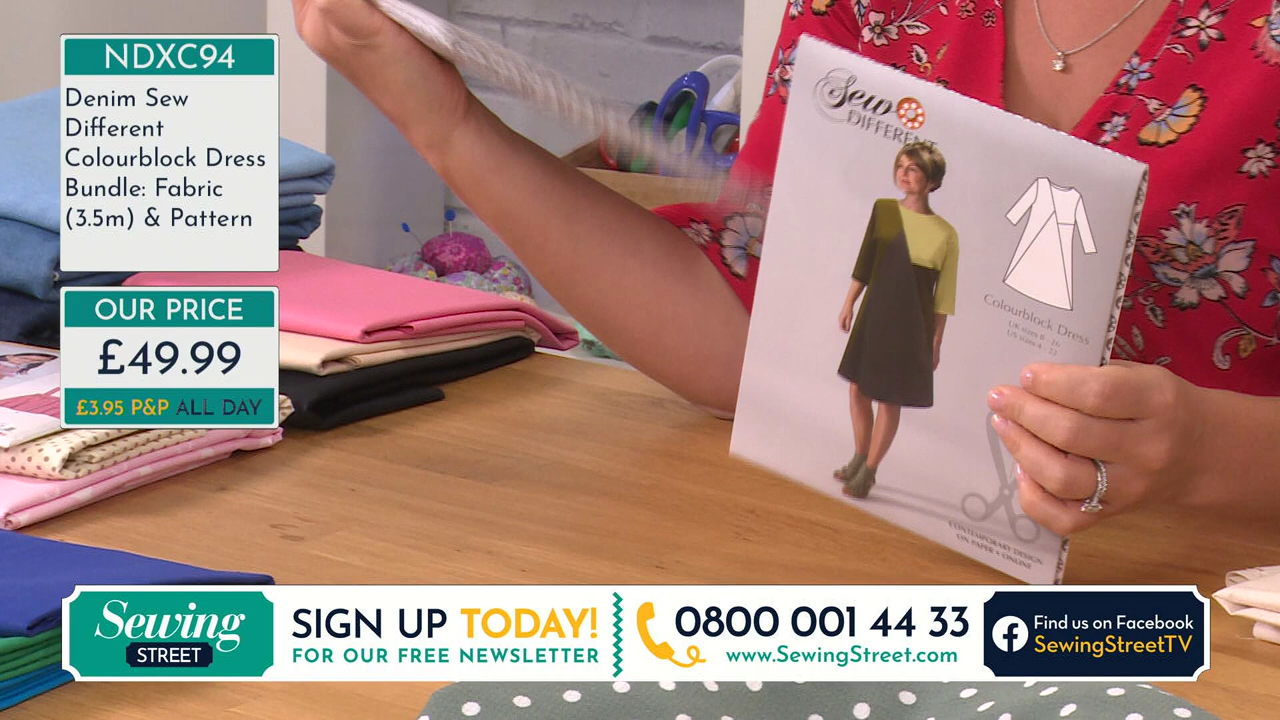 NDXC94
Denim Sew
Different
Colourblock Dress
Bundle: Fabric
(3.5m) & Pattern
OUR PRICE
£49.99
£3.95 P&P ALL DAY
Sew
DIFFERENT
Colourblock Dress
UK sizes 8 - 26
US sizes 4 - 22
CONTEMPORARY DESIGN
ON PAPER + ONLINE
Sewing
STREET
SIGN UP TODAY!
FOR OUR FREE NEWSLETTER
0800 001 44 33
www.SewingStreet.com
Find us on Facebook
SewingStreetTV